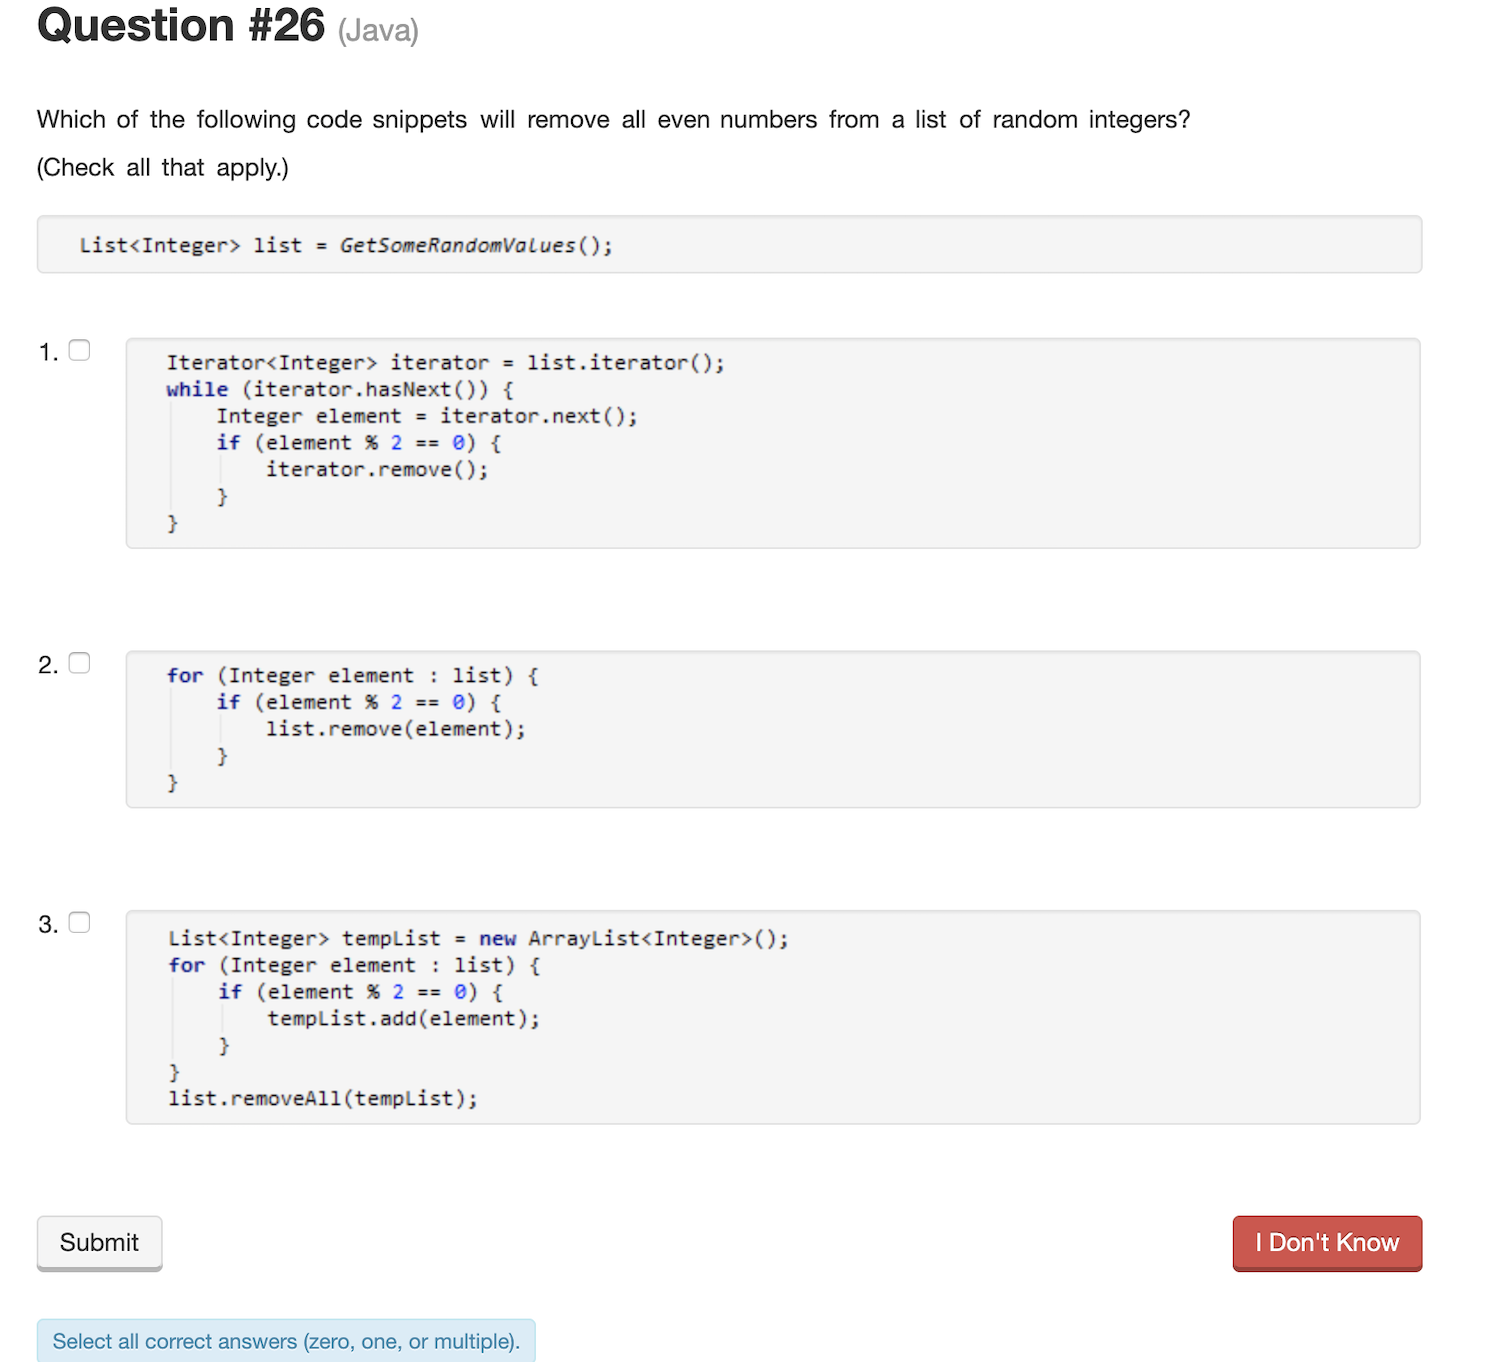 Question #26 (Java)
Which of the following code snippets will remove all even numbers from a list of random integers?
(Check all that apply.)
List<Integer> list = GetSomeRandomValues();
1.
Iterator<Integer> iterator = list.iterator();
while (iterator.hasNext()) {
    Integer element = iterator.next();
    if (element % 2 == 0) {
        iterator.remove();
    }
}
2.
for (Integer element : list) {
    if (element % 2 == 0) {
        list.remove(element);
    }
}
3.
List<Integer> tempList = new ArrayList<Integer>();
for (Integer element : list) {
    if (element % 2 == 0) {
        tempList.add(element);
    }
}
list.removeAll(tempList);
Submit
I Don't Know
Select all correct answers (zero, one, or multiple).